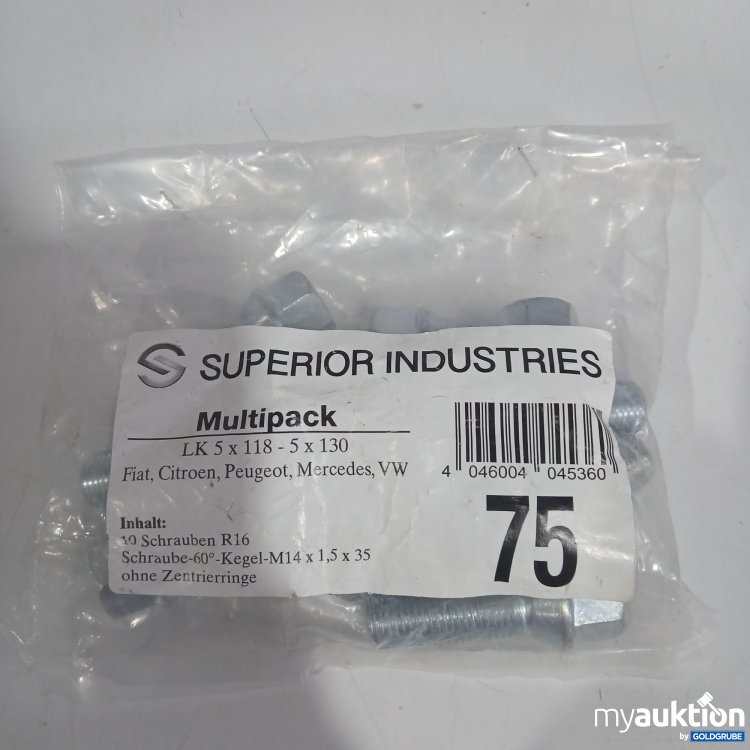 SUPERIOR INDUSTRIES
Multipack
LK 5 x 118 - 5 x 130
Fiat, Citroen, Peugeot, Mercedes, VW
4 046004 045360
Inhalt:
10 Schrauben R16
Schraube-60°-Kegel-M14 x 1,5 x 35
ohne Zentrierringe
75
myauktion
by GOLDGRUBE